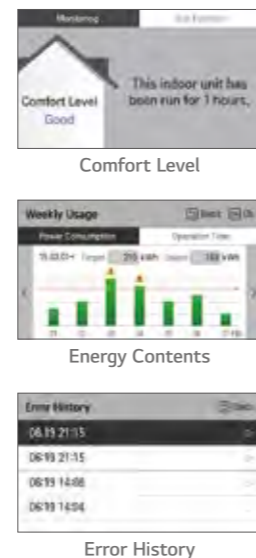 Monitoring
Comfort Level
Good
This indoor unit has
been run for 1 hours.
Comfort Level
Weekly Usage
Back
Ok
Power Consumption
Operation Time
Target
kWh
kWh
Energy Contents
Error History
Back
06.19 21:15
06.19 21:15
06.19 14:06
06.19 14:04
Error History